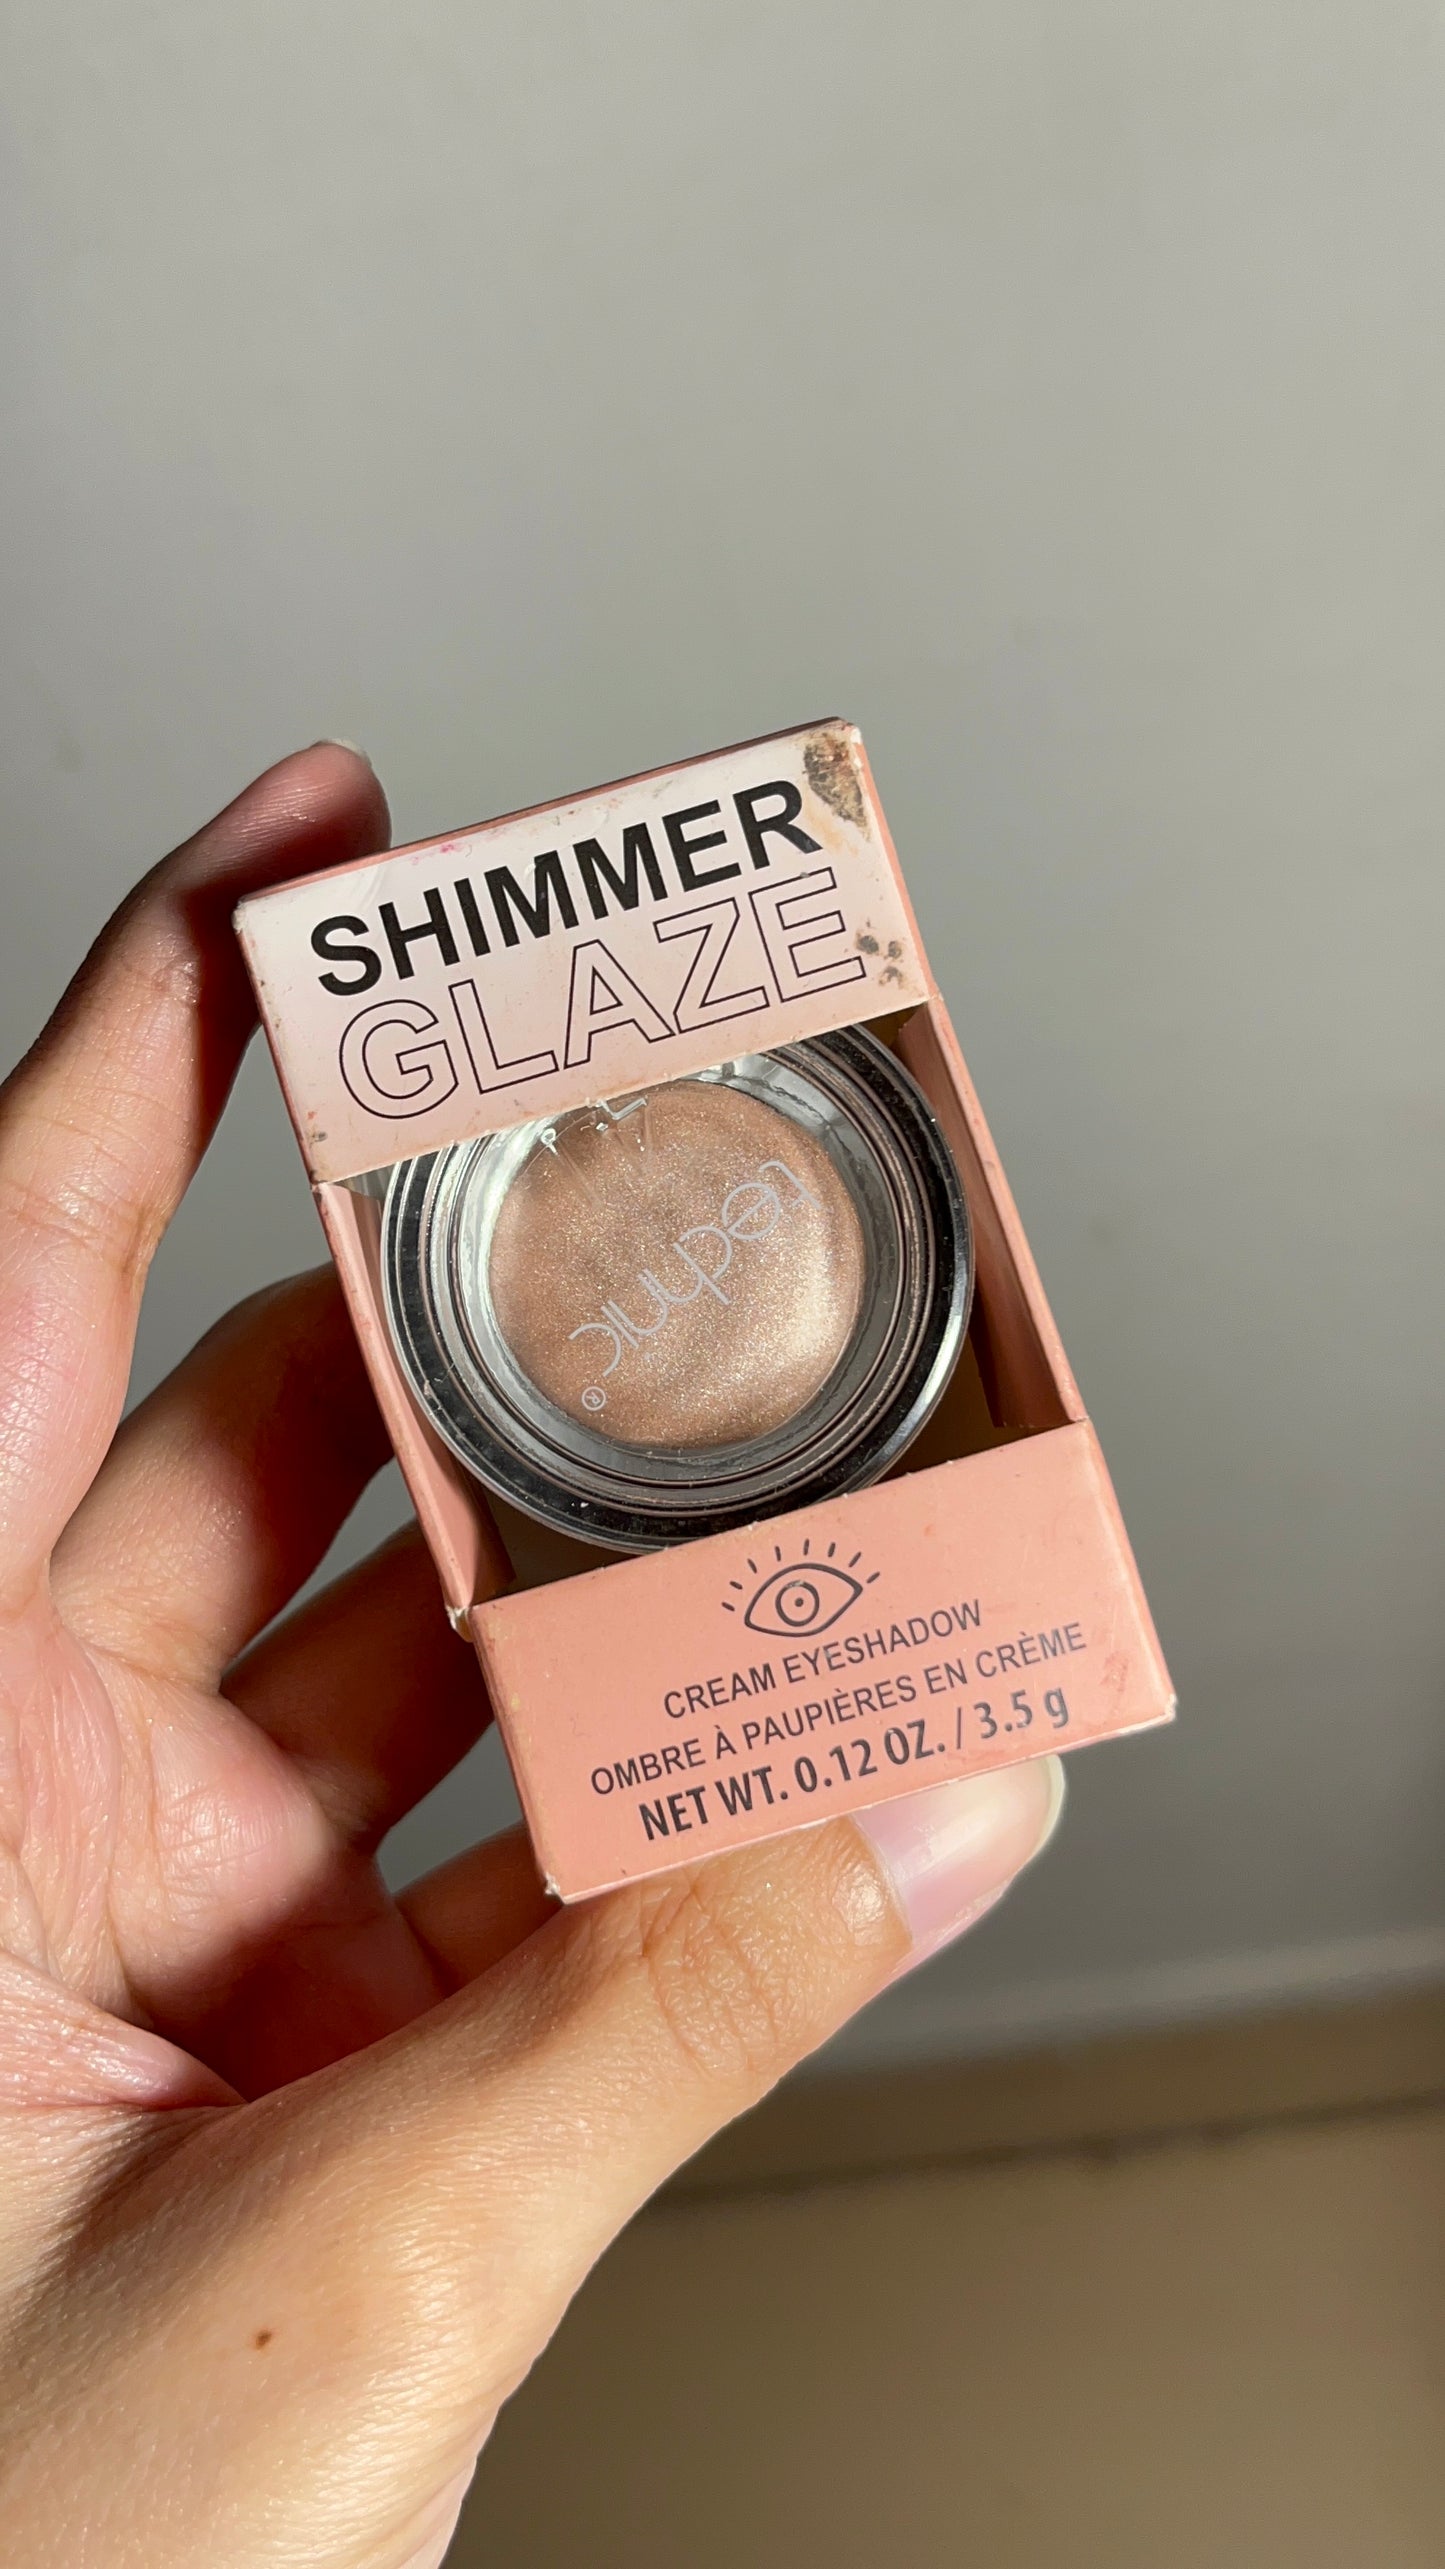 SHIMMER
GLAZE
technic®
CREAM EYESHADOW
OMBRE À PAUPIÈRES EN CRÈME
NET WT. 0.12 OZ. / 3.5 g